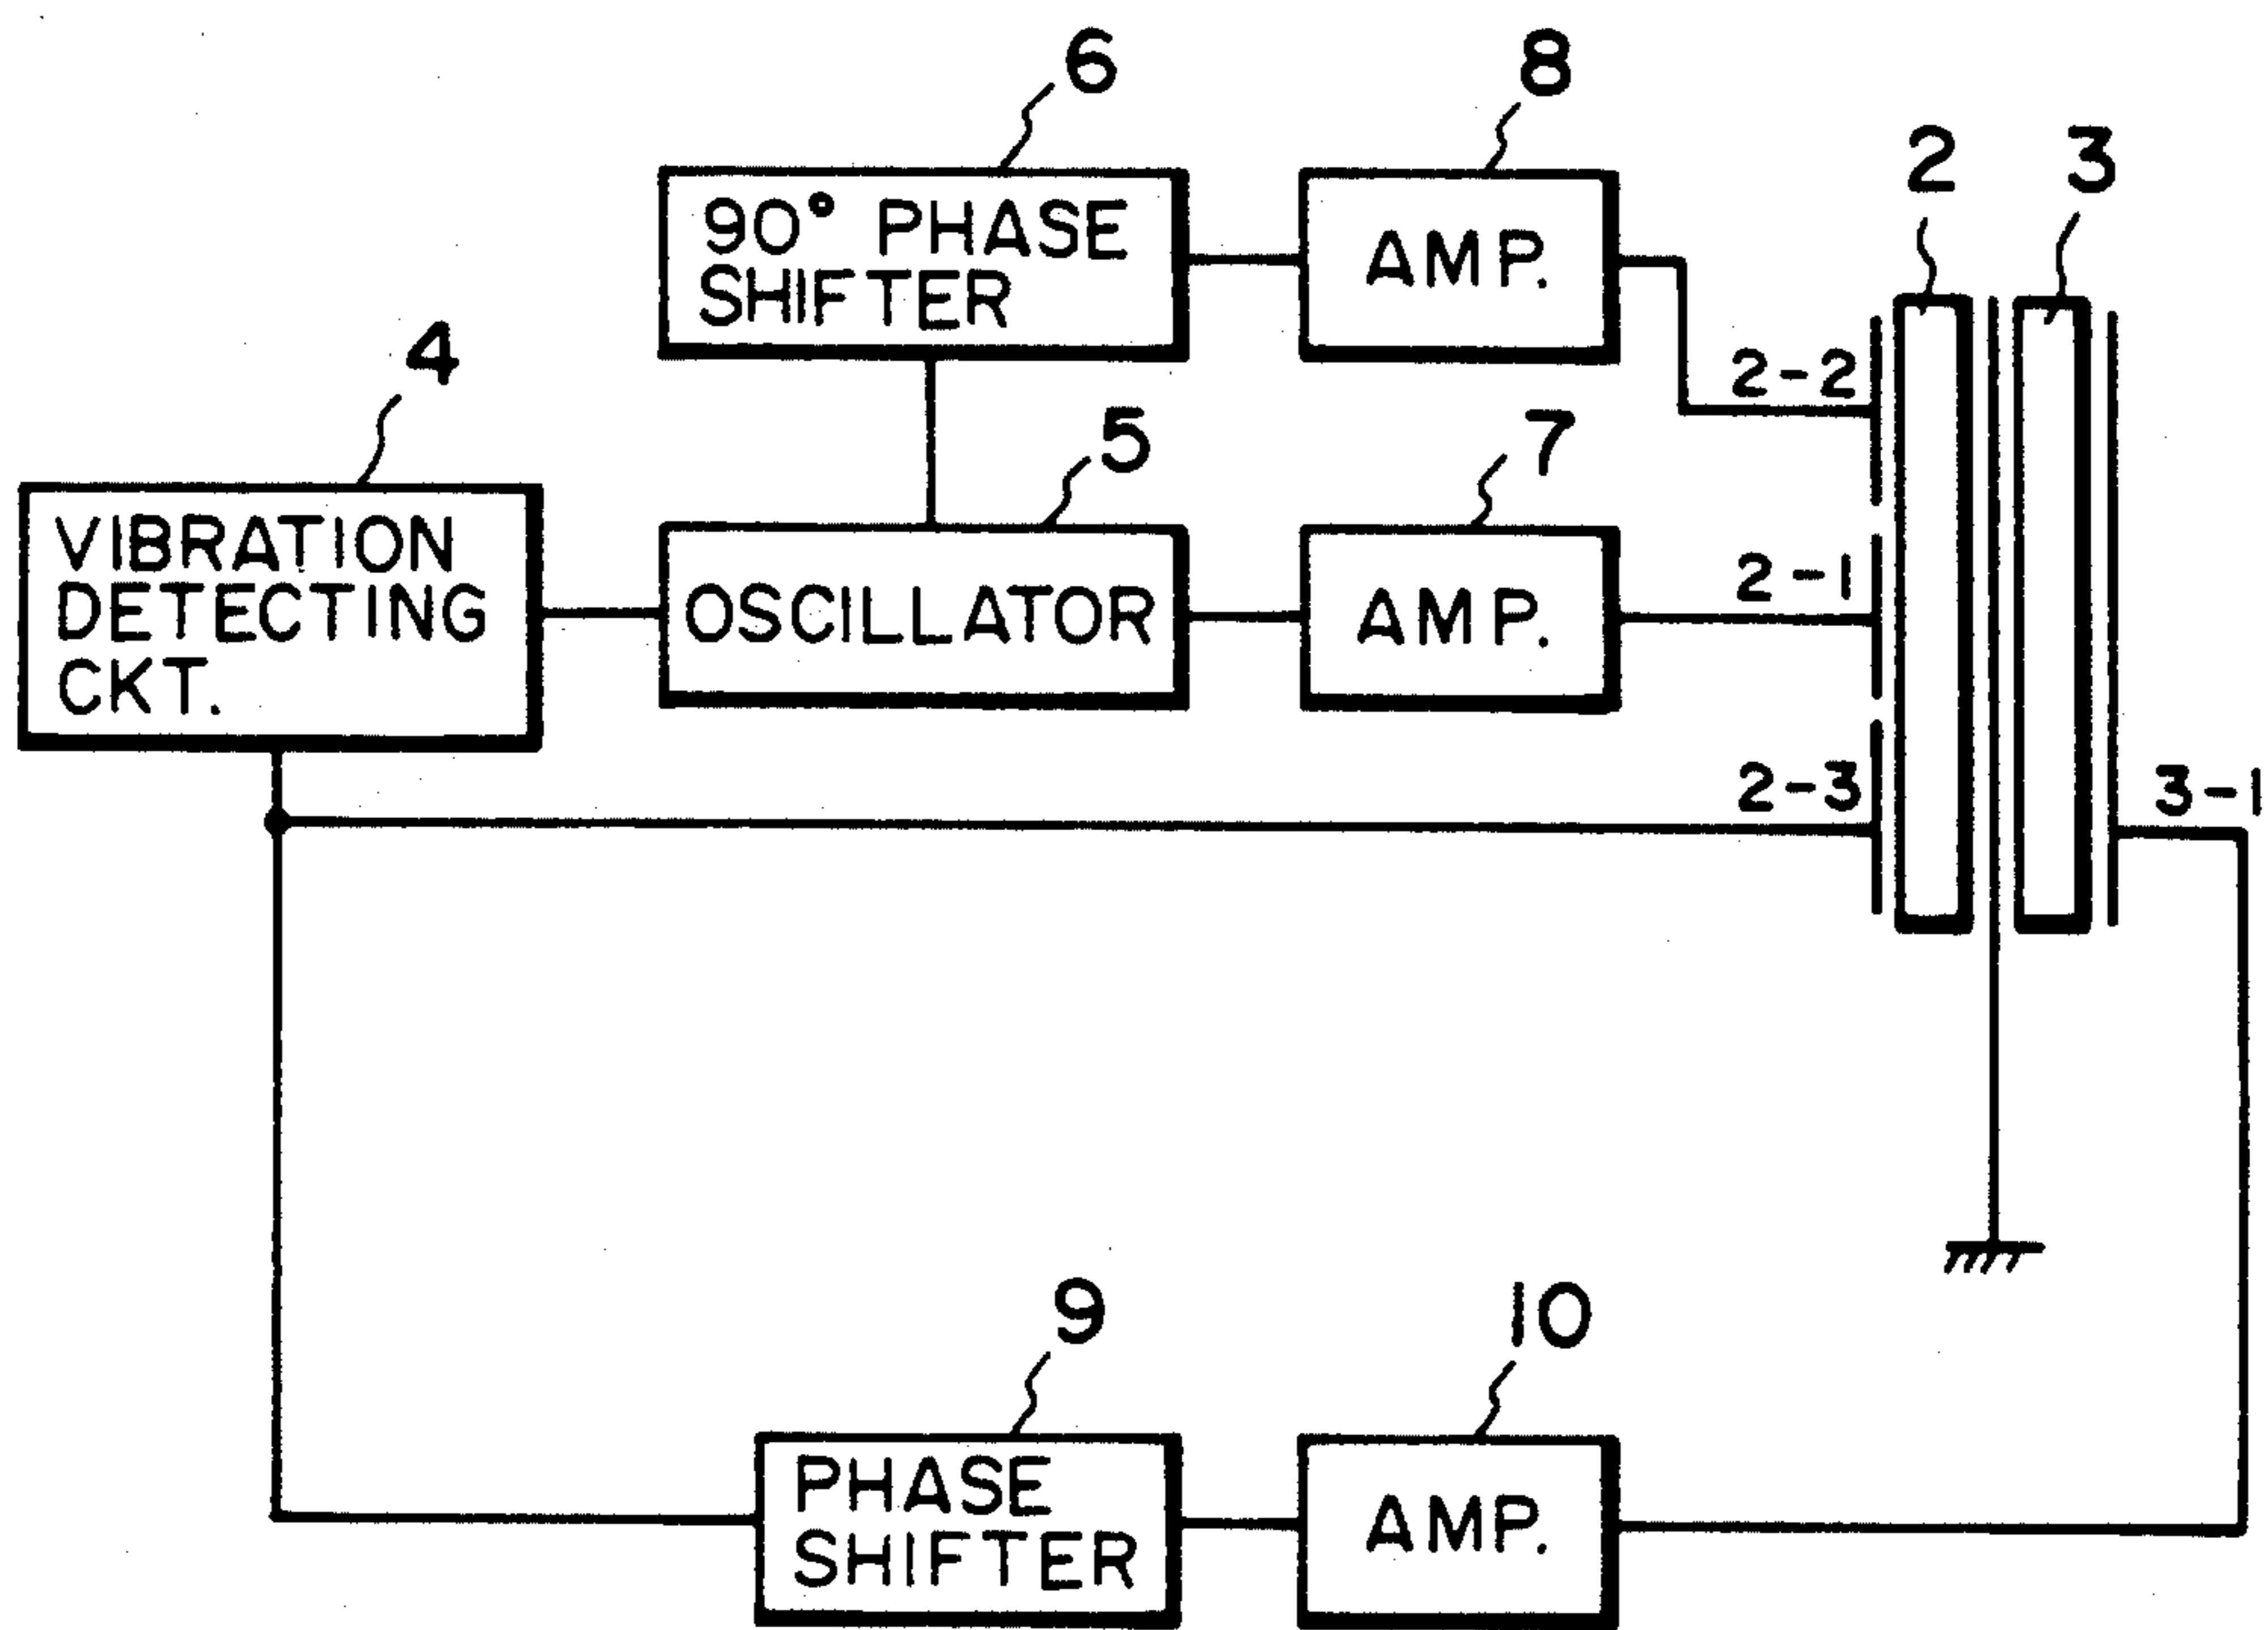 6
8
2
3
90° PHASE
SHIFTER
AMP.
4
2-2
5
7
VIBRATION
DETECTING
CKT.
OSCILLATOR
AMP.
2-1
2-3
3-1
9
10
PHASE
SHIFTER
AMP.